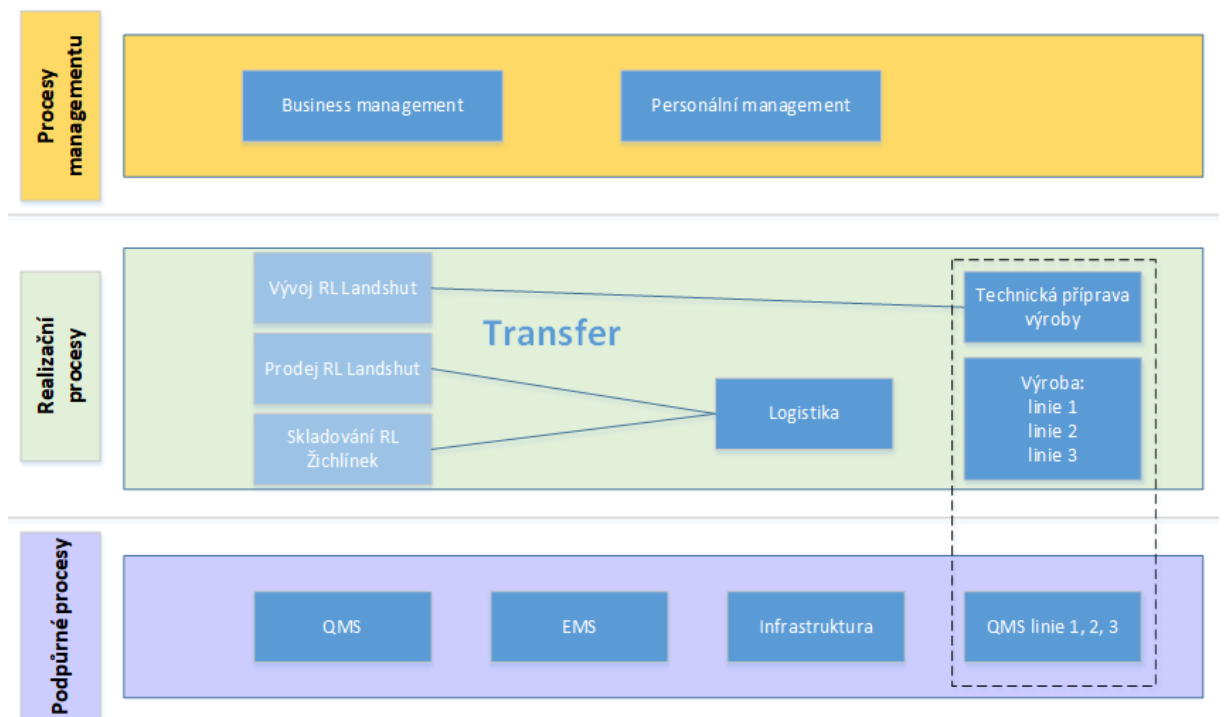 Procesy
managementu
Business management
Personální management
Realizační
procesy
Vývoj RL Landshut
Technická příprava
výroby
Transfer
Prodej RL Landshut
Výroba:
linie 1
linie 2
linie 3
Logistika
Skladování RL
Žichlínek
Podpůrné procesy
QMS
EMS
Infrastruktura
QMS linie 1, 2, 3